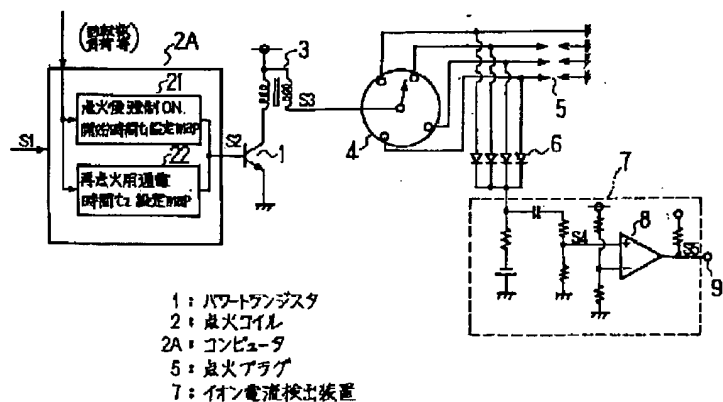 (回転数
負荷等)
2A
21
点火後強制ON
開始時間t₁設定map
22
再点火用通電
時間t₂設定map
S1
S2
1
3
S3
4
5
6
7
8
S4
S5
9
1：パワートランジスタ
2：点火コイル
2A：コンピュータ
5：点火プラグ
7：イオン電流検出装置